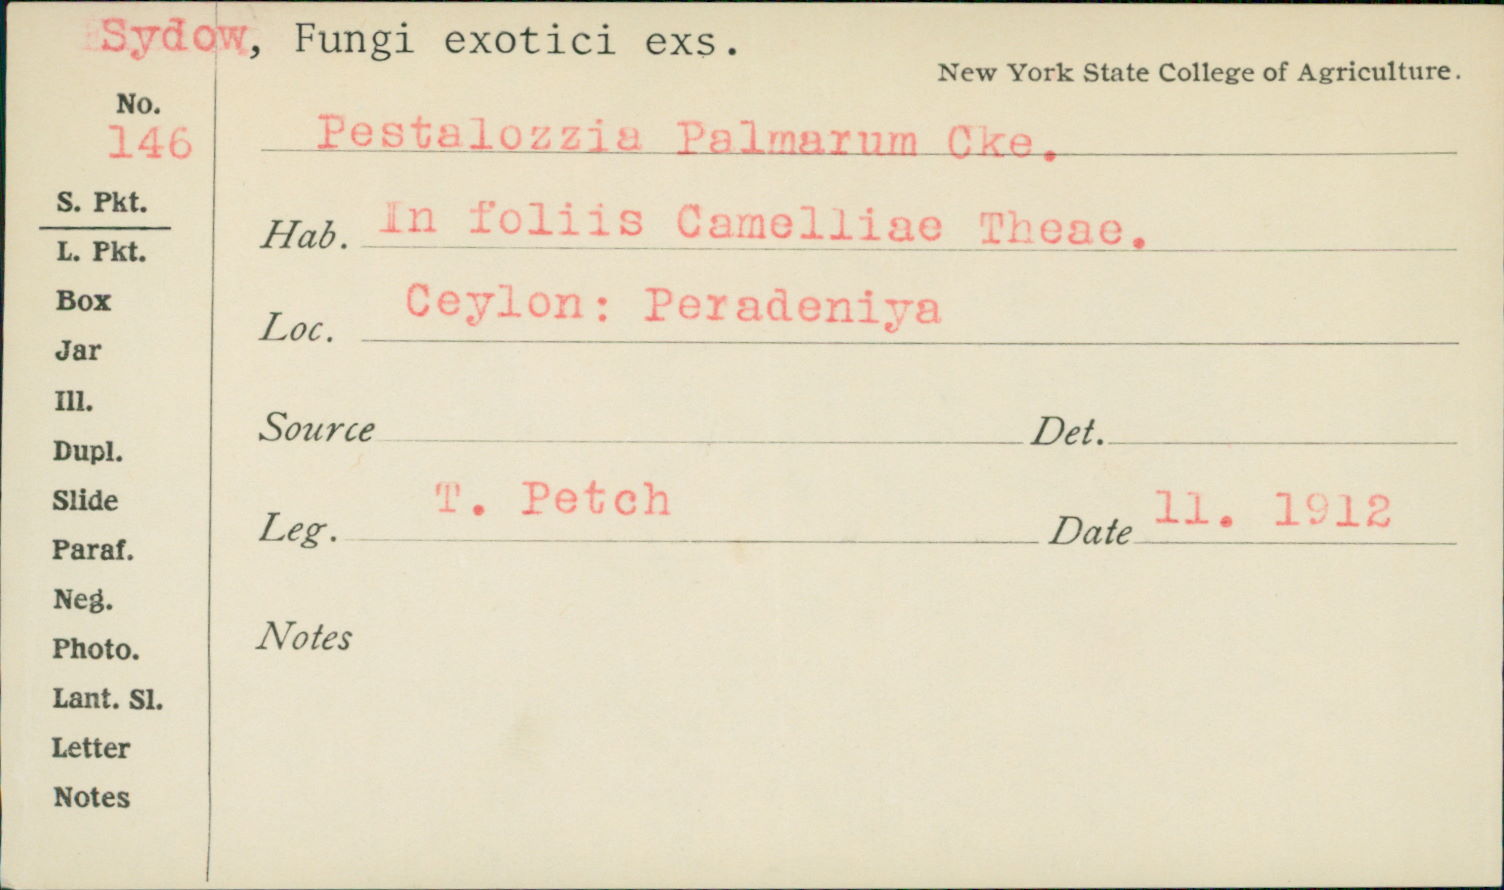 Sydow, Fungi exotici exs.
New York State College of Agriculture.
No.
146
Pestalozzia Palmarum Cke.
S. Pkt.
L. Pkt.
Hab. In foliis Camelliae Theae.
Box
Loc. Ceylon: Peradeniya
Jar
Ill.
Source Det.
Dupl.
Slide
Leg. T. Petch Date 11. 1912
Paraf.
Neg.
Notes
Photo.
Lant. Sl.
Letter
Notes